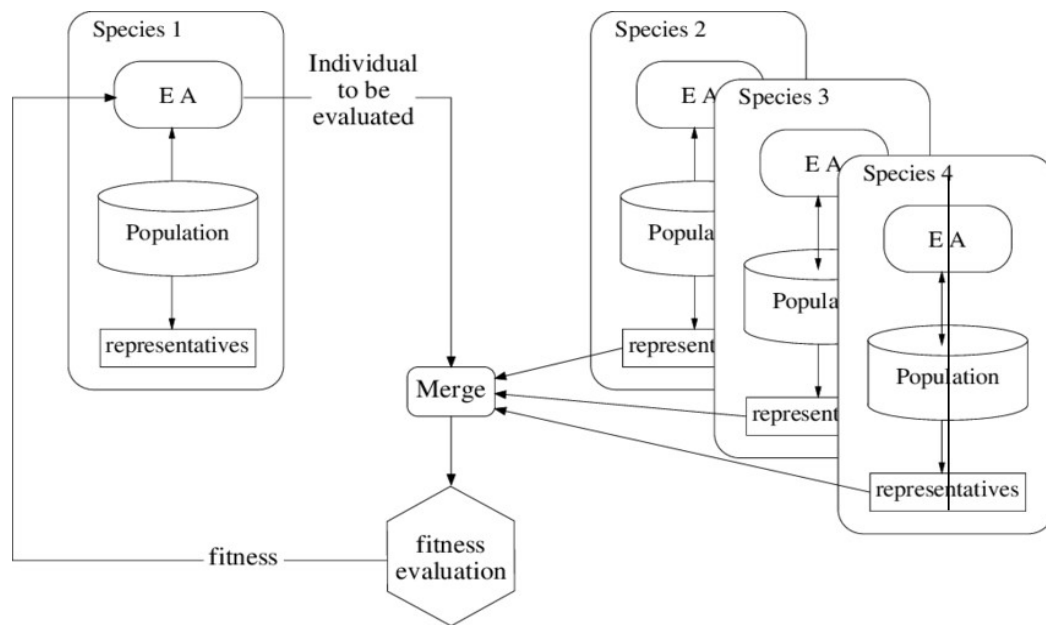 Species 1
E A
Population
representatives
Individual
to be
evaluated
Merge
fitness
evaluation
fitness
Species 2
E A
Popula
represent
Species 3
E A
Popula
represent
Species 4
E A
Population
representatives